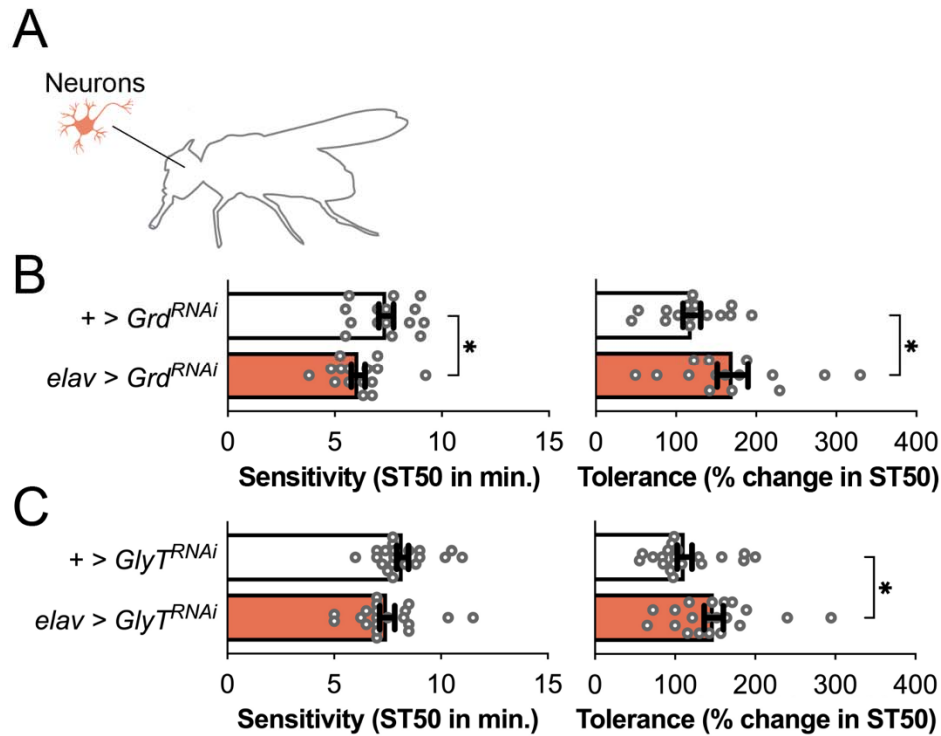 A
Neurons
B
+ > Grd^RNAi
elav > Grd^RNAi
*
*
0 5 10 15
0 100 200 300 400
Sensitivity (ST50 in min.)
Tolerance (% change in ST50)
C
+ > GlyT^RNAi
elav > GlyT^RNAi
*
0 5 10 15
0 100 200 300 400
Sensitivity (ST50 in min.)
Tolerance (% change in ST50)